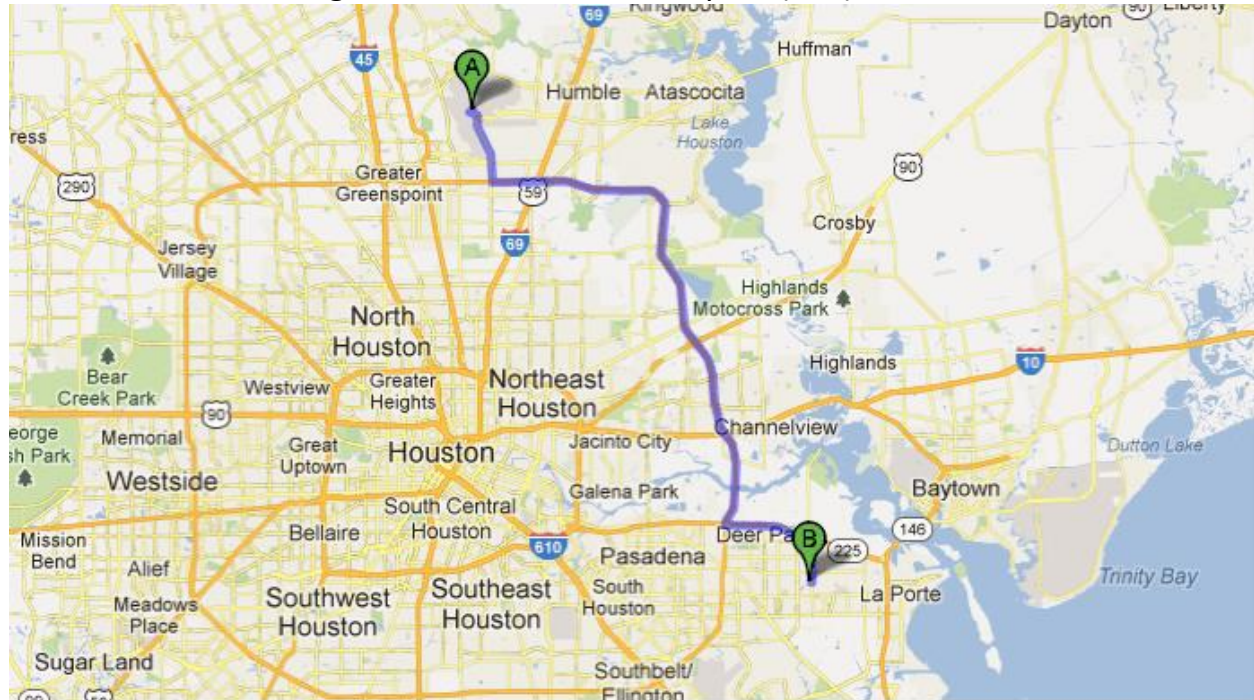 Kingwood
69
90
Liberty
Dayton
Huffman
45
A
Humble
Atascocita
Lake
Houston
ress
90
290
Greater
Greenspoint
59
Crosby
Jersey
Village
69
Highlands
Motocross Park
North
Houston
Highlands
10
Bear
Creek Park
Westview
Greater
Heights
Northeast
Houston
90
eorge
sh Park
Memorial
Great
Uptown
Houston
Jacinto City
Channelview
Dutton Lake
Westside
Galena Park
Baytown
South Central
Houston
Mission
Bend
Bellaire
610
Pasadena
Deer Pa
B
225
146
Alief
Trinity Bay
Meadows
Place
Southwest
Houston
Southeast
Houston
South
Houston
La Porte
Sugar Land
Southbelt/
Ellington